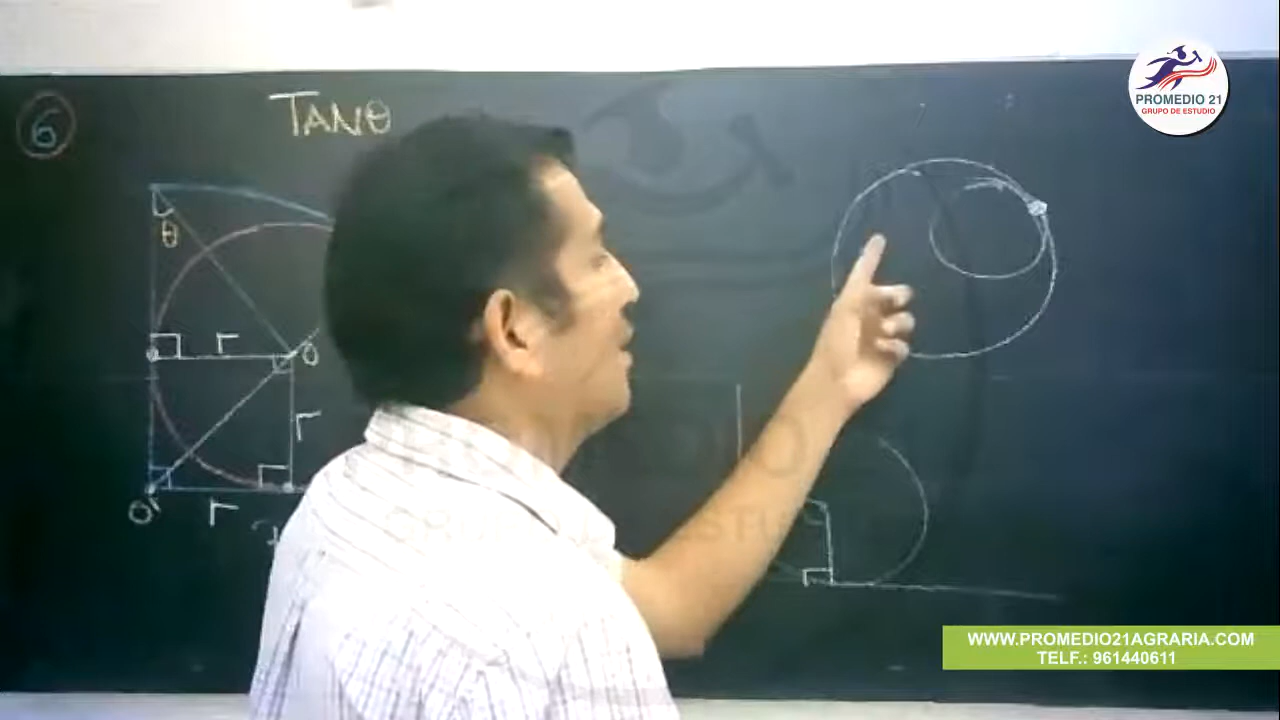 6
TANθ
PROMEDIO 21
GRUPO DE ESTUDIO
θ
r
O
r
O'
r
WWW.PROMEDIO21AGRARIA.COM
TELF.: 961440611